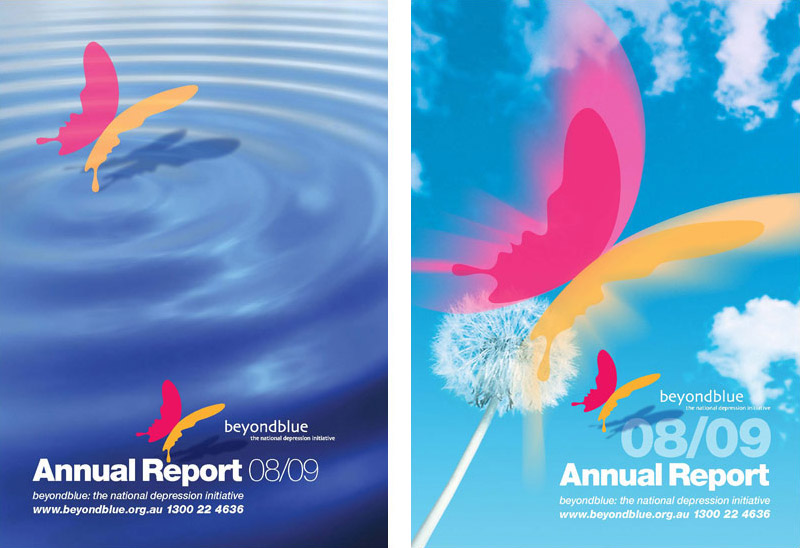 beyondblue
the national depression initiative
Annual Report 08/09
beyondblue: the national depression initiative
www.beyondblue.org.au 1300 22 4636
beyondblue
the national depression initiative
08/09
Annual Report
beyondblue: the national depression initiative
www.beyondblue.org.au 1300 22 4636